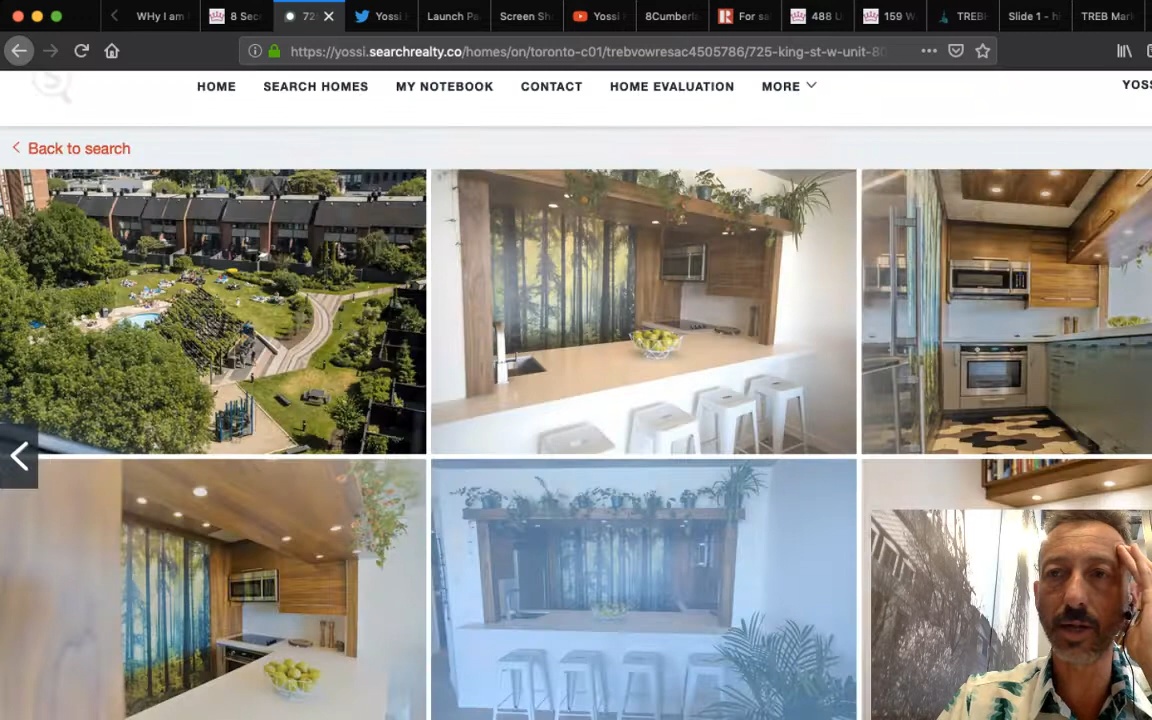 WHy I am
8 Sec
72
Yossi
Launch Pa
Screen Sh
Yossi
8Cumberla
For sa
488 U
159 W
TREB
Slide 1 - h
TREB Mar
https://yossi.searchrealty.co/homes/on/toronto-c01/trebvowresac4505786/725-king-st-w-unit-80
HOME SEARCH HOMES MY NOTEBOOK CONTACT HOME EVALUATION MORE YOSS
Back to search